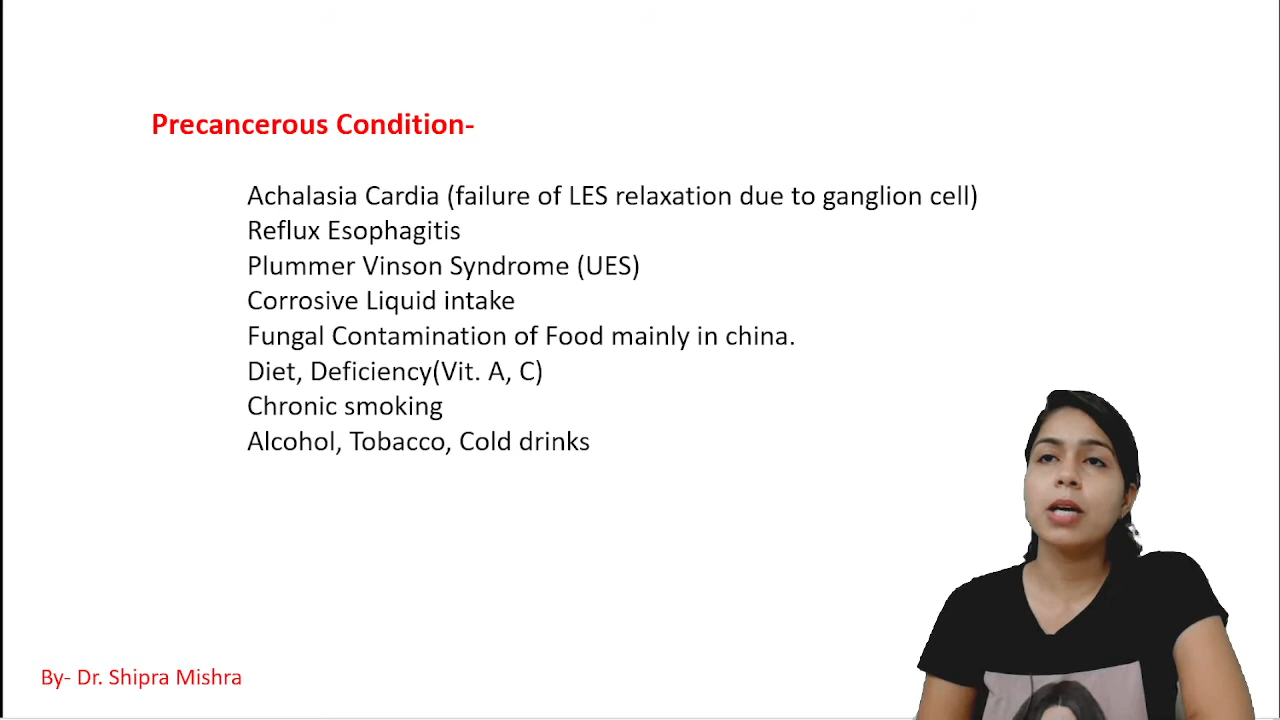 Precancerous Condition-
Achalasia Cardia (failure of LES relaxation due to ganglion cell)
Reflux Esophagitis
Plummer Vinson Syndrome (UES)
Corrosive Liquid intake
Fungal Contamination of Food mainly in china.
Diet, Deficiency(Vit. A, C)
Chronic smoking
Alcohol, Tobacco, Cold drinks
By- Dr. Shipra Mishra